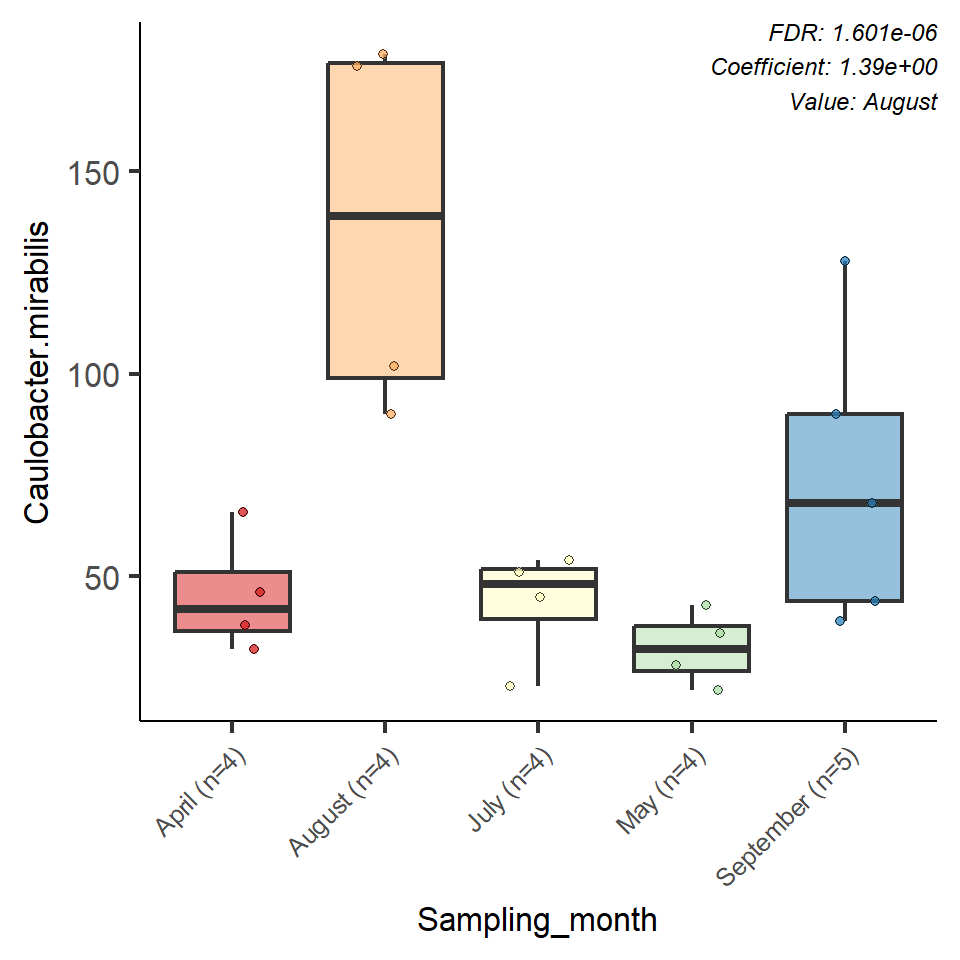 FDR: 1.601e-06
Coefficient: 1.39e+00
Value: August
Caulobacter.mirabilis
150
100
50
April (n=4)
August (n=4)
July (n=4)
May (n=4)
September (n=5)
Sampling_month